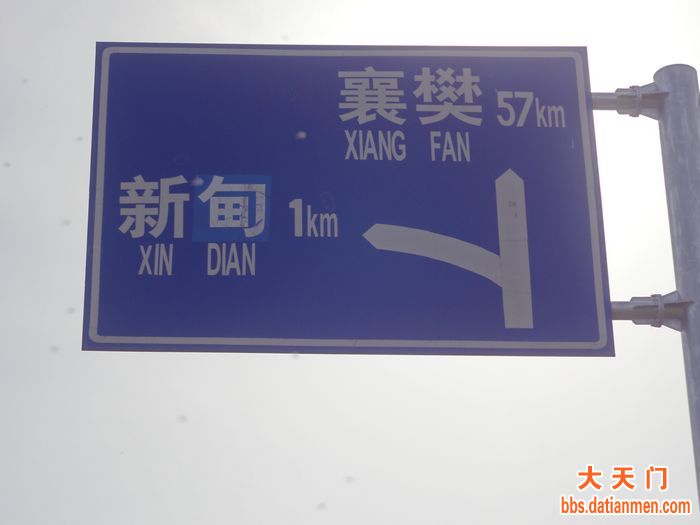 襄樊 57km
XIANG FAN
新甸 1km
XIN DIAN
大天门
bbs.datianmen.com